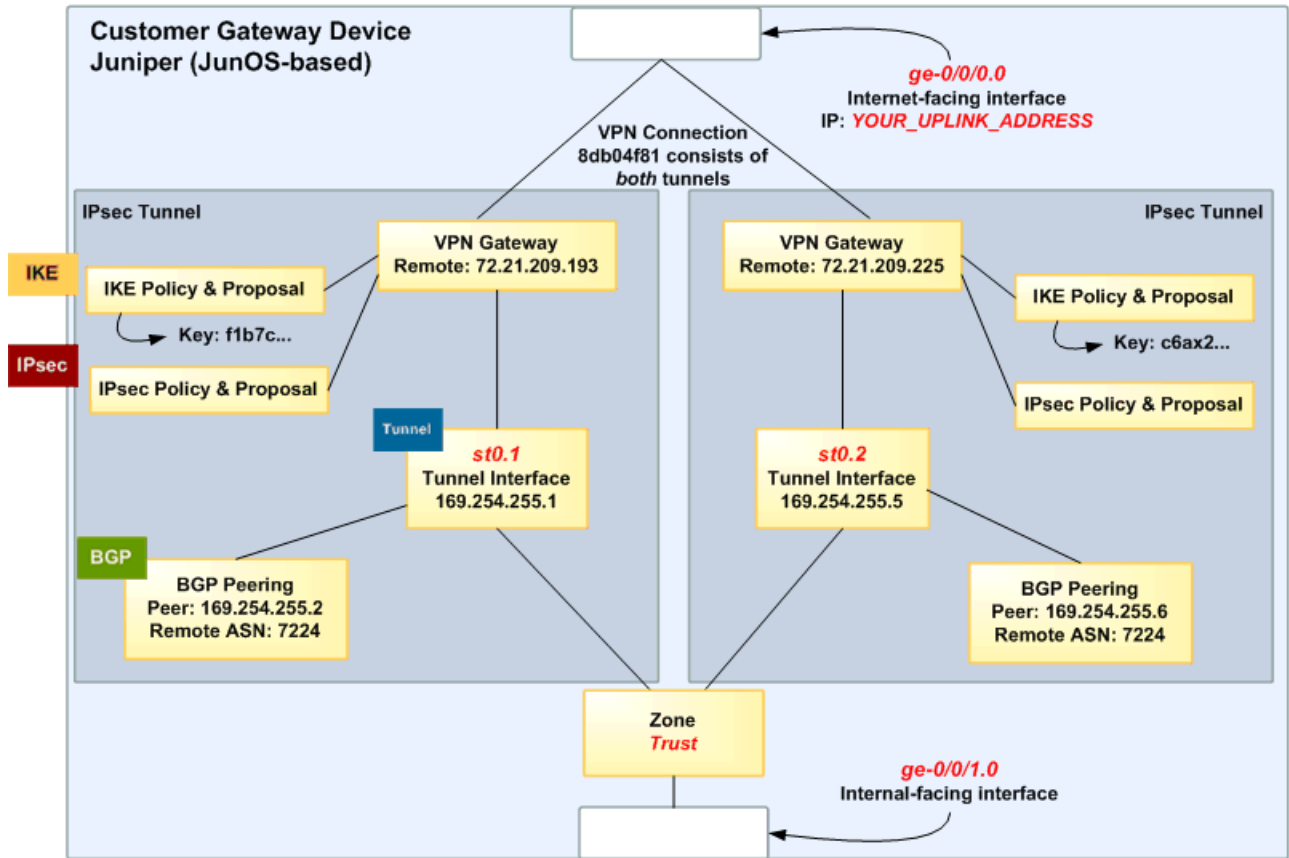 Customer Gateway Device
Juniper (JunOS-based)
ge-0/0/0.0
Internet-facing interface
IP: YOUR_UPLINK_ADDRESS
VPN Connection
8db04f81 consists of
both tunnels
IPsec Tunnel
VPN Gateway
Remote: 72.21.209.193
IKE
IKE Policy & Proposal
Key: f1b7c...
IPsec
IPsec Policy & Proposal
Tunnel
st0.1
Tunnel Interface
169.254.255.1
BGP
BGP Peering
Peer: 169.254.255.2
Remote ASN: 7224
IPsec Tunnel
VPN Gateway
Remote: 72.21.209.225
IKE Policy & Proposal
Key: c6ax2...
IPsec Policy & Proposal
st0.2
Tunnel Interface
169.254.255.5
BGP Peering
Peer: 169.254.255.6
Remote ASN: 7224
Zone
Trust
ge-0/0/1.0
Internal-facing interface